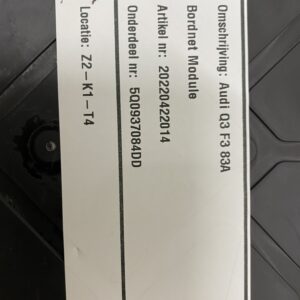 Omschrijving: Audi Q3 F3 83A
Bordnet Module
Artikel nr: 20220422014
Onderdeel nr: 5Q0937084DD
Locatie: Z2-K1-T4